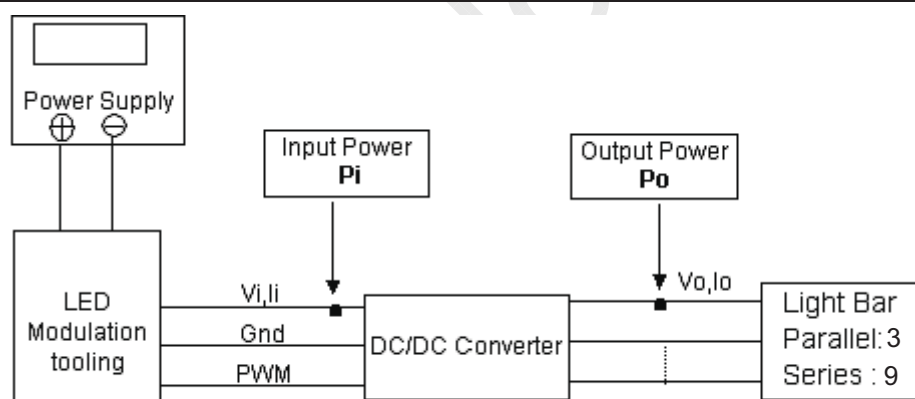 Power Supply
Input Power
Pi
Output Power
Po
LED
Modulation
tooling
Vi,Ii
Gnd
PWM
DC/DC Converter
Vo,Io
Light Bar
Parallel: 3
Series : 9